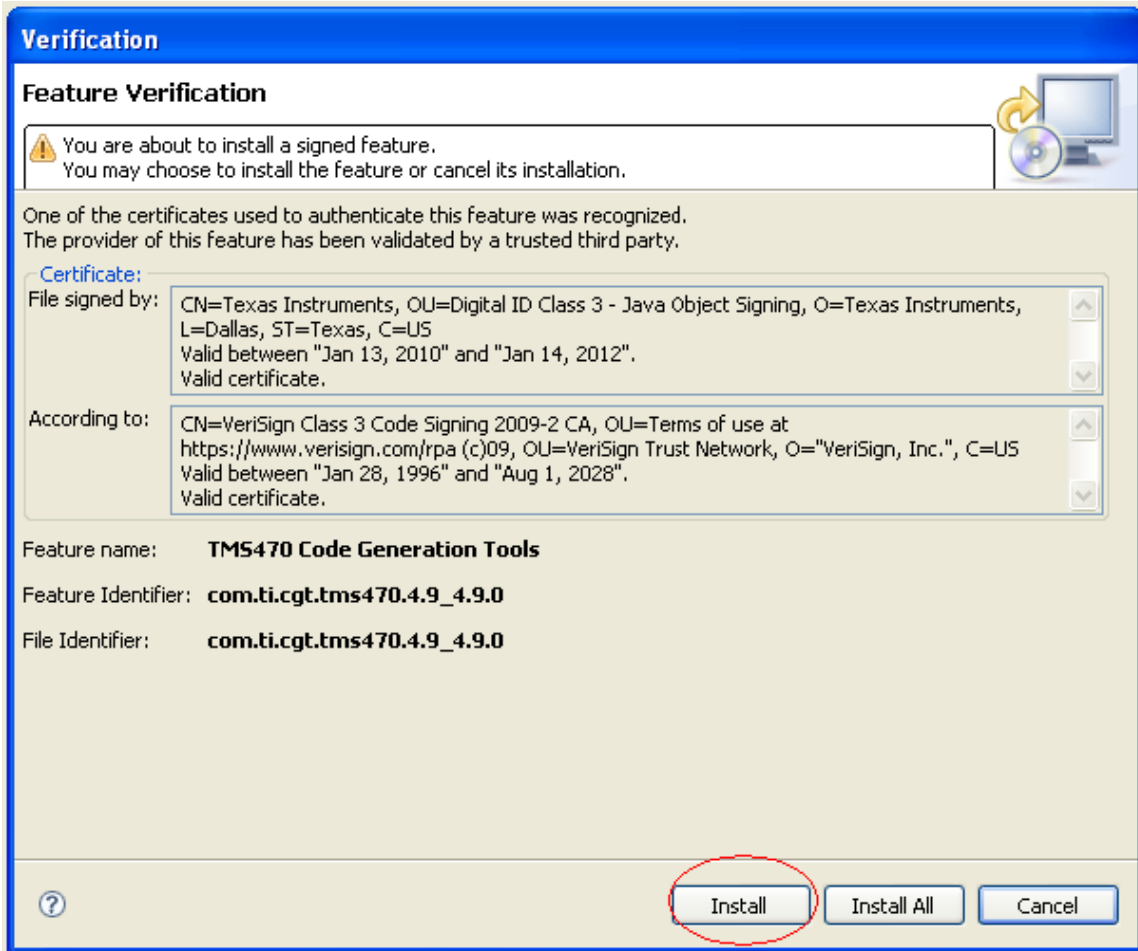 Verification
Feature Verification
You are about to install a signed feature.
You may choose to install the feature or cancel its installation.
One of the certificates used to authenticate this feature was recognized.
The provider of this feature has been validated by a trusted third party.
Certificate:
File signed by:
CN=Texas Instruments, OU=Digital ID Class 3 - Java Object Signing, O=Texas Instruments,
L=Dallas, ST=Texas, C=US
Valid between "Jan 13, 2010" and "Jan 14, 2012".
Valid certificate.
According to:
CN=VeriSign Class 3 Code Signing 2009-2 CA, OU=Terms of use at
https://www.verisign.com/rpa (c)09, OU=VeriSign Trust Network, O="VeriSign, Inc.", C=US
Valid between "Jan 28, 1996" and "Aug 1, 2028".
Valid certificate.
Feature name: TMS470 Code Generation Tools
Feature Identifier: com.ti.cgt.tms470.4.9_4.9.0
File Identifier: com.ti.cgt.tms470.4.9_4.9.0
? Install Install All Cancel